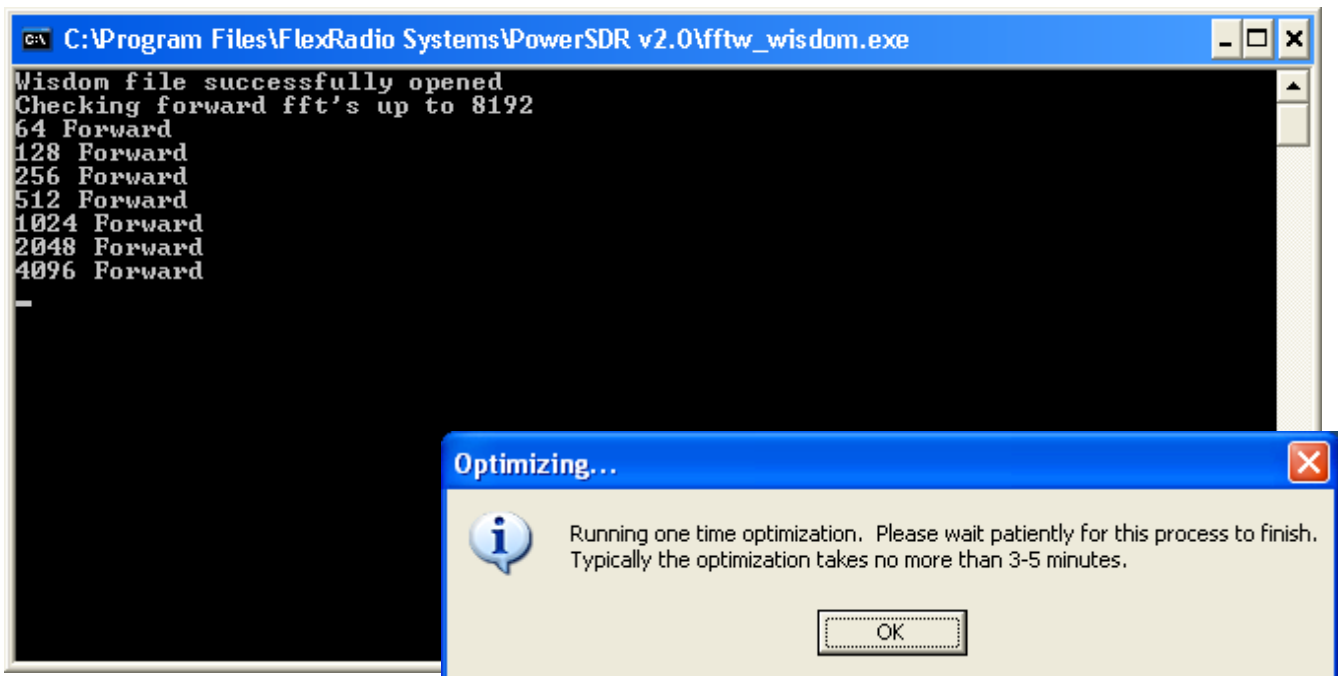 C:\Program Files\FlexRadio Systems\PowerSDR v2.0\fftw_wisdom.exe
Wisdom file successfully opened
Checking forward fft's up to 8192
64 Forward
128 Forward
256 Forward
512 Forward
1024 Forward
2048 Forward
4096 Forward
Optimizing...
Running one time optimization. Please wait patiently for this process to finish.
Typically the optimization takes no more than 3-5 minutes.
OK